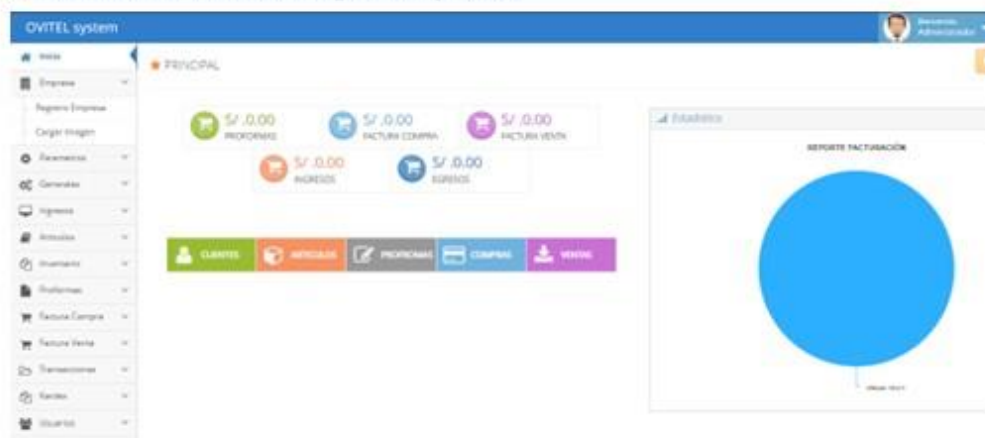 OVITEL system
Bienvenido,
Administrador
Inicio
Empresa
Registro Empresa
Cargar Imagen
Parametros
Generales
Ingresos
Articulos
Inventario
Proformas
Factura Compra
Factura Venta
Transacciones
Kardex
Usuarios
PRINCIPAL
S/ .0.00
PROFORMAS
S/ .0.00
FACTURA COMPRA
S/ .0.00
FACTURA VENTA
S/ .0.00
INGRESOS
S/ .0.00
EGRESOS
CLIENTES
ARTICULOS
PROFORMAS
COMPRAS
VENTAS
Estadístico
REPORTE FACTURACIÓN